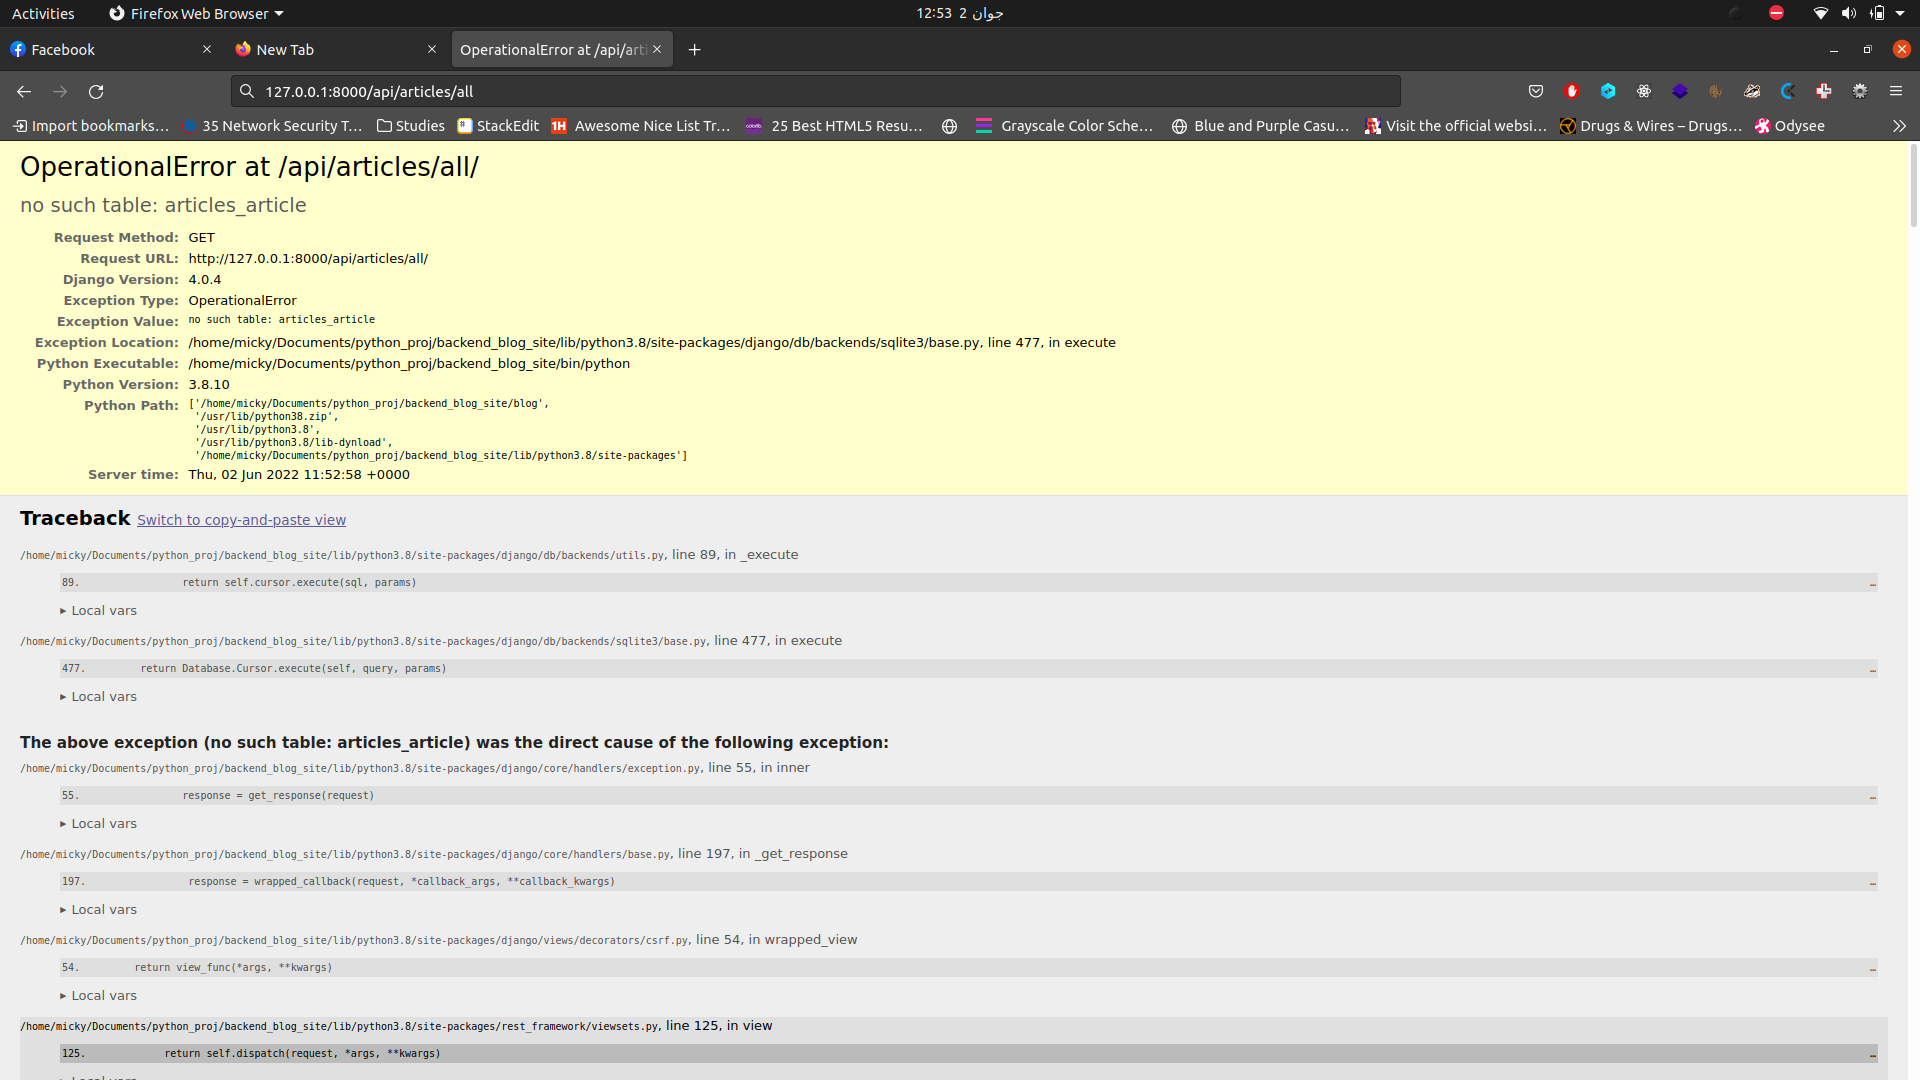 Activities
Firefox Web Browser
12:53 2 جوان
Facebook
New Tab
OperationalError at /api/arti
127.0.0.1:8000/api/articles/all
Import bookmarks...
35 Network Security T...
Studies
StackEdit
Awesome Nice List Tr...
25 Best HTML5 Resu...
Grayscale Color Sche...
Blue and Purple Casu...
Visit the official websi...
Drugs & Wires – Drugs...
Odysee
OperationalError at /api/articles/all/
no such table: articles_article
Request Method: GET
Request URL: http://127.0.0.1:8000/api/articles/all/
Django Version: 4.0.4
Exception Type: OperationalError
Exception Value: no such table: articles_article
Exception Location: /home/micky/Documents/python_proj/backend_blog_site/lib/python3.8/site-packages/django/db/backends/sqlite3/base.py, line 477, in execute
Python Executable: /home/micky/Documents/python_proj/backend_blog_site/bin/python
Python Version: 3.8.10
Python Path: ['/home/micky/Documents/python_proj/backend_blog_site/blog',
'/usr/lib/python38.zip',
'/usr/lib/python3.8',
'/usr/lib/python3.8/lib-dynload',
'/home/micky/Documents/python_proj/backend_blog_site/lib/python3.8/site-packages']
Server time: Thu, 02 Jun 2022 11:52:58 +0000
Traceback Switch to copy-and-paste view
/home/micky/Documents/python_proj/backend_blog_site/lib/python3.8/site-packages/django/db/backends/utils.py, line 89, in _execute
89. return self.cursor.execute(sql, params) …
▸ Local vars
/home/micky/Documents/python_proj/backend_blog_site/lib/python3.8/site-packages/django/db/backends/sqlite3/base.py, line 477, in execute
477. return Database.Cursor.execute(self, query, params) …
▸ Local vars
The above exception (no such table: articles_article) was the direct cause of the following exception:
/home/micky/Documents/python_proj/backend_blog_site/lib/python3.8/site-packages/django/core/handlers/exception.py, line 55, in inner
55. response = get_response(request) …
▸ Local vars
/home/micky/Documents/python_proj/backend_blog_site/lib/python3.8/site-packages/django/core/handlers/base.py, line 197, in _get_response
197. response = wrapped_callback(request, *callback_args, **callback_kwargs) …
▸ Local vars
/home/micky/Documents/python_proj/backend_blog_site/lib/python3.8/site-packages/django/views/decorators/csrf.py, line 54, in wrapped_view
54. return view_func(*args, **kwargs) …
▸ Local vars
/home/micky/Documents/python_proj/backend_blog_site/lib/python3.8/site-packages/rest_framework/viewsets.py, line 125, in view
125. return self.dispatch(request, *args, **kwargs) …